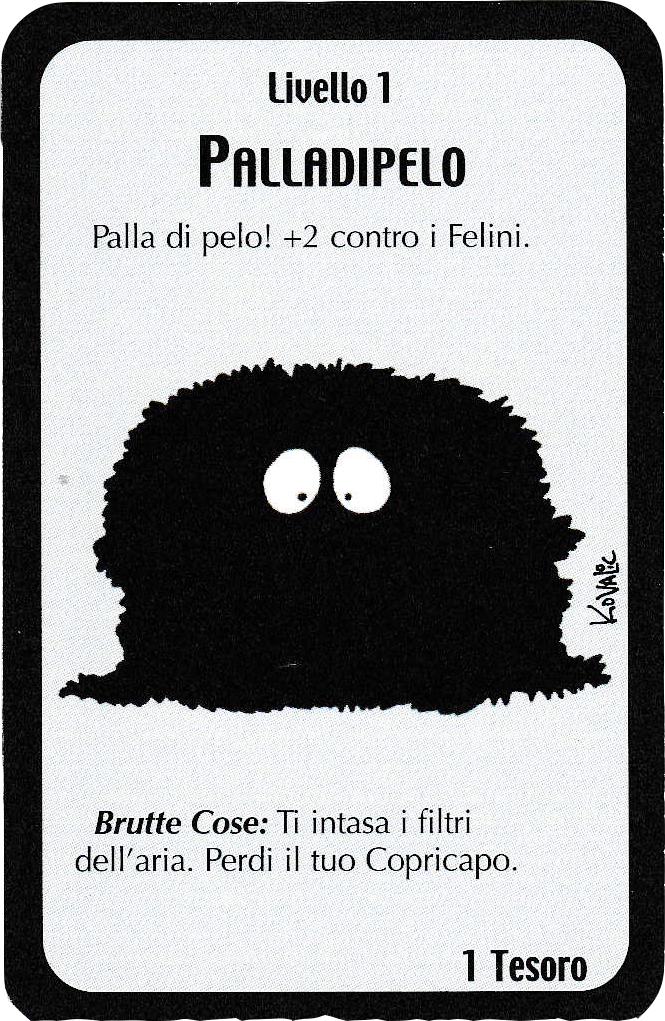 Livello 1
PALLADIPELO
Palla di pelo! +2 contro i Felini.
KOVALIC
Brutte Cose: Ti intasa i filtri
dell'aria. Perdi il tuo Copricapo.
1 Tesoro